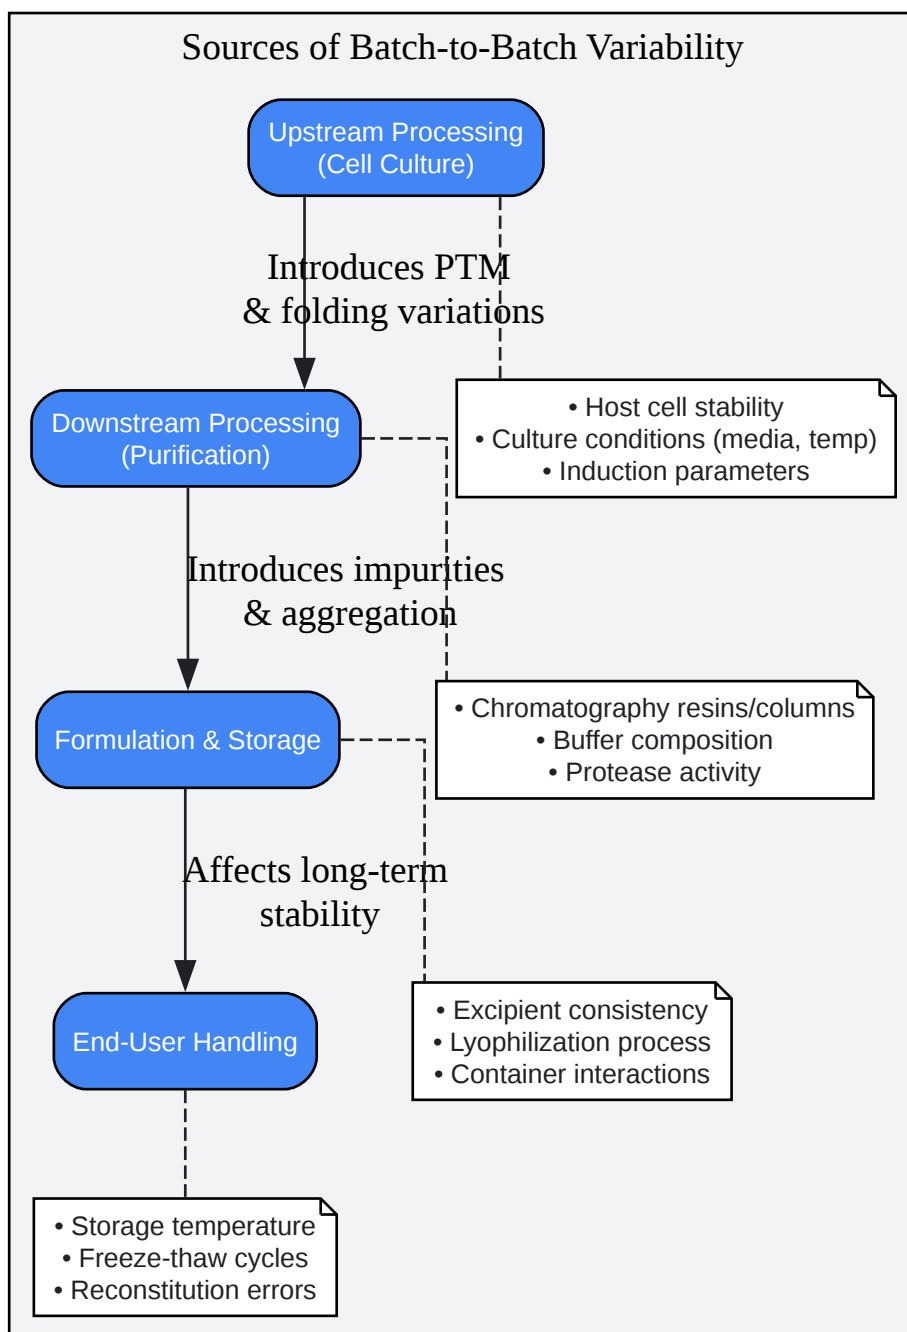 Sources of Batch-to-Batch Variability
Upstream Processing
(Cell Culture)
Introduces PTM
& folding variations
• Host cell stability
• Culture conditions (media, temp)
• Induction parameters
Downstream Processing
(Purification)
Introduces impurities
& aggregation
• Chromatography resins/columns
• Buffer composition
• Protease activity
Formulation & Storage
Affects long-term
stability
• Excipient consistency
• Lyophilization process
• Container interactions
End-User Handling
• Storage temperature
• Freeze-thaw cycles
• Reconstitution errors